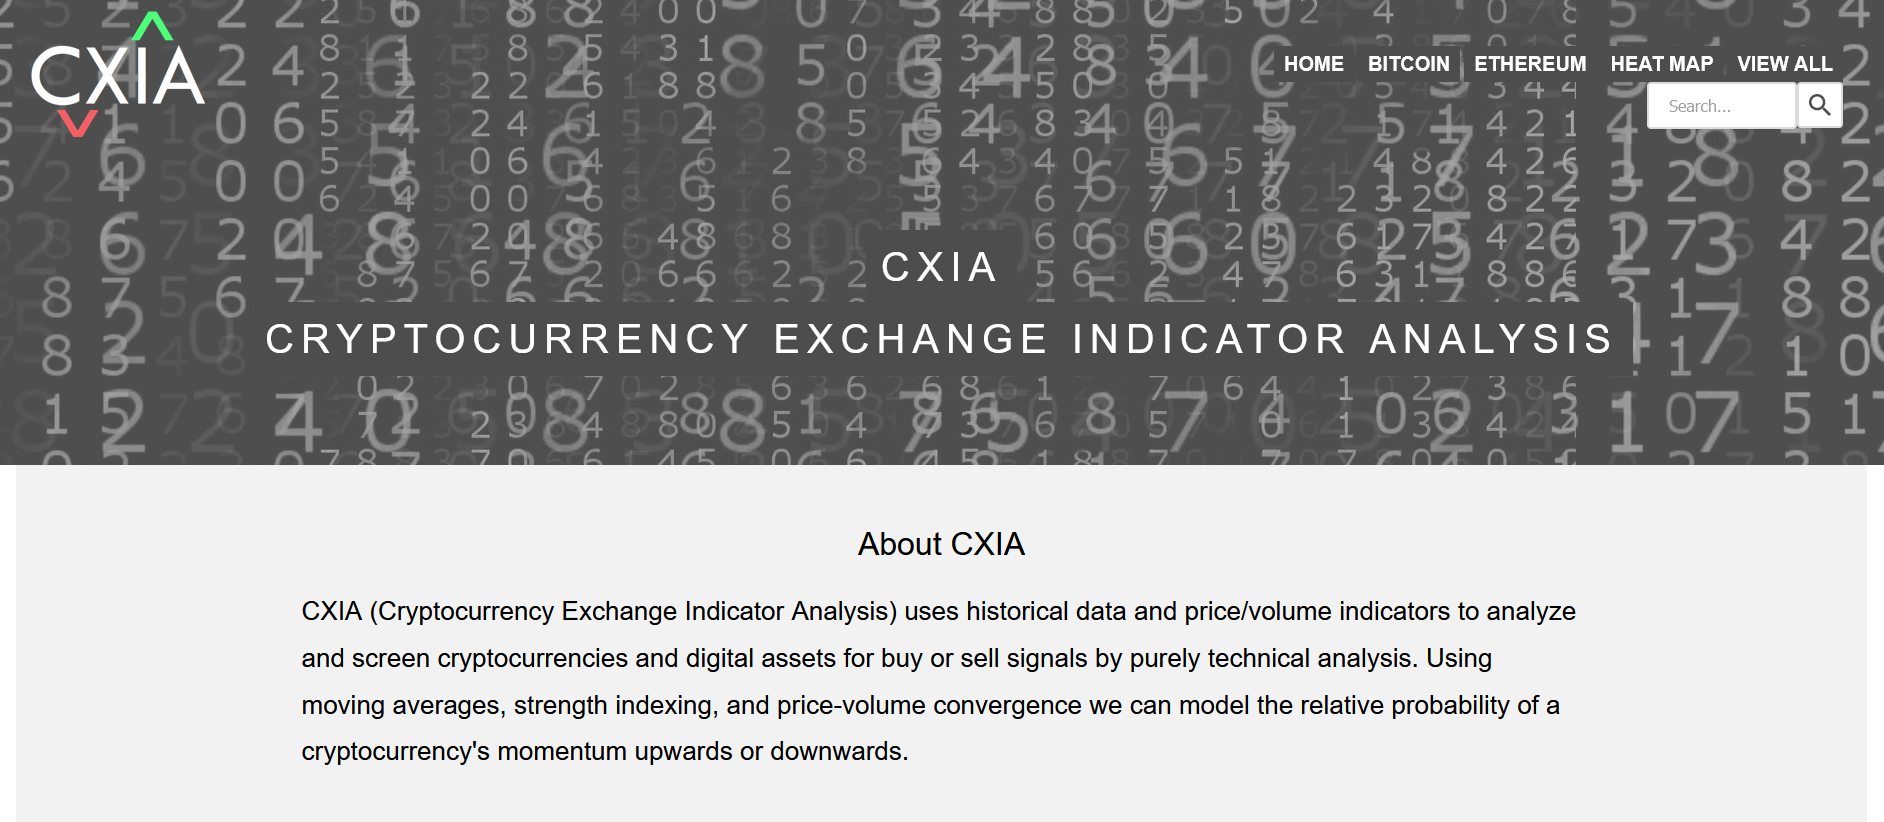 CXIA
HOME BITCOIN ETHEREUM HEAT MAP VIEW ALL
Search...
CXIA
CRYPTOCURRENCY EXCHANGE INDICATOR ANALYSIS
About CXIA
CXIA (Cryptocurrency Exchange Indicator Analysis) uses historical data and price/volume indicators to analyze
and screen cryptocurrencies and digital assets for buy or sell signals by purely technical analysis. Using
moving averages, strength indexing, and price-volume convergence we can model the relative probability of a
cryptocurrency's momentum upwards or downwards.